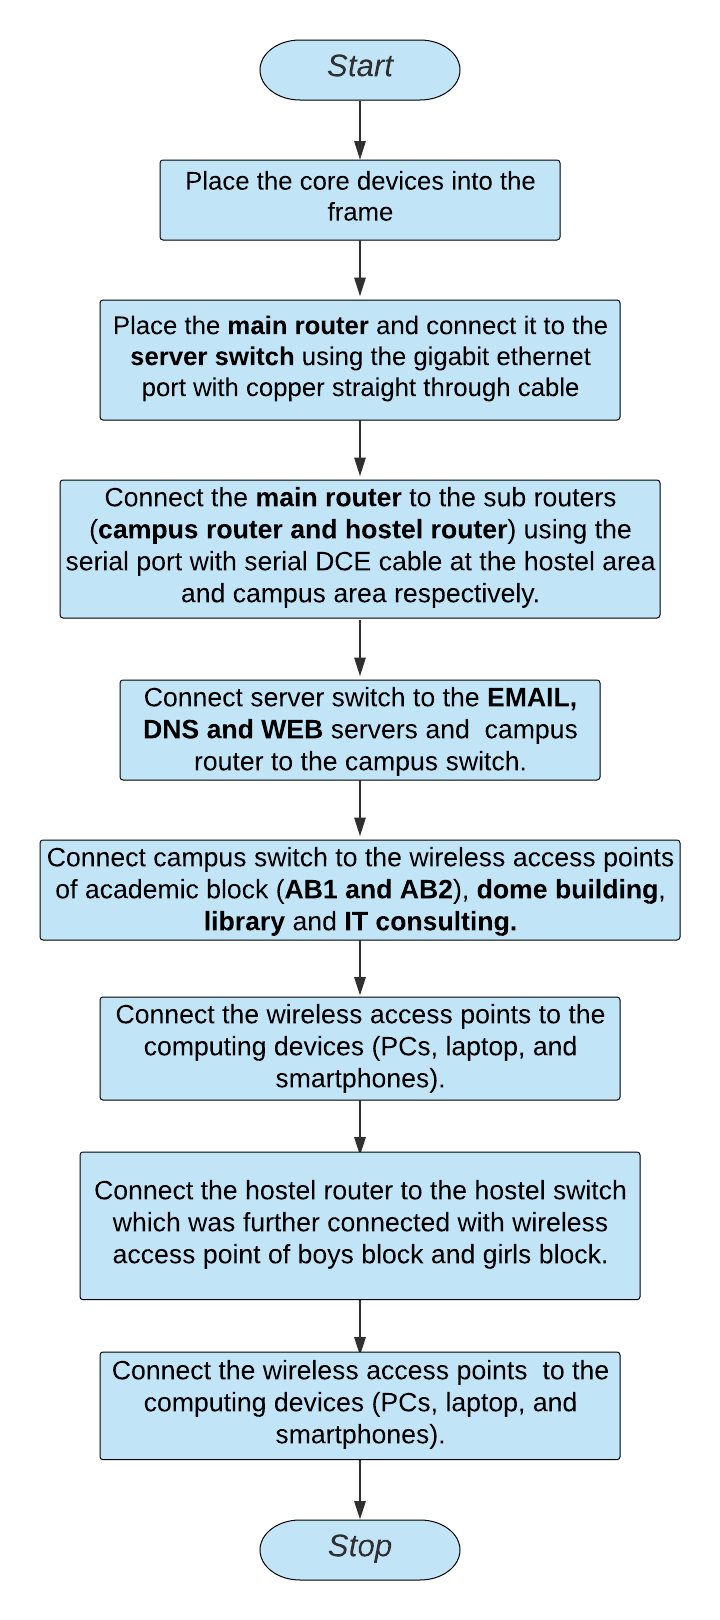 Start
Place the core devices into the
frame
Place the main router and connect it to the
server switch using the gigabit ethernet
port with copper straight through cable
Connect the main router to the sub routers
(campus router and hostel router) using the
serial port with serial DCE cable at the hostel area
and campus area respectively.
Connect server switch to the EMAIL,
DNS and WEB servers and  campus
router to the campus switch.
Connect campus switch to the wireless access points
of academic block (AB1 and AB2), dome building,
library and IT consulting.
Connect the wireless access points to the
computing devices (PCs, laptop, and
smartphones).
Connect the hostel router to the hostel switch
which was further connected with wireless
access point of boys block and girls block.
Connect the wireless access points  to the
computing devices (PCs, laptop, and
smartphones).
Stop